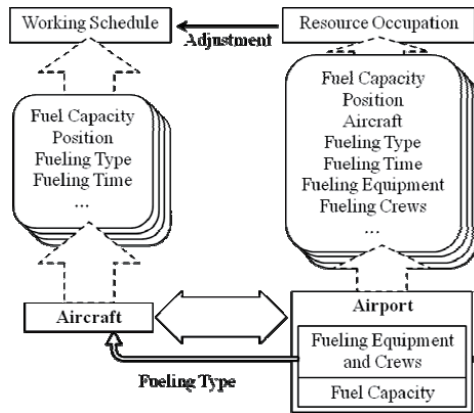 Working Schedule
Resource Occupation
Adjustment
Fuel Capacity
Position
Fueling Type
Fueling Time
...
Fuel Capacity
Position
Aircraft
Fueling Type
Fueling Time
Fueling Equipment
Fueling Crews
...
Aircraft
Airport
Fueling Equipment
and Crews
Fuel Capacity
Fueling Type